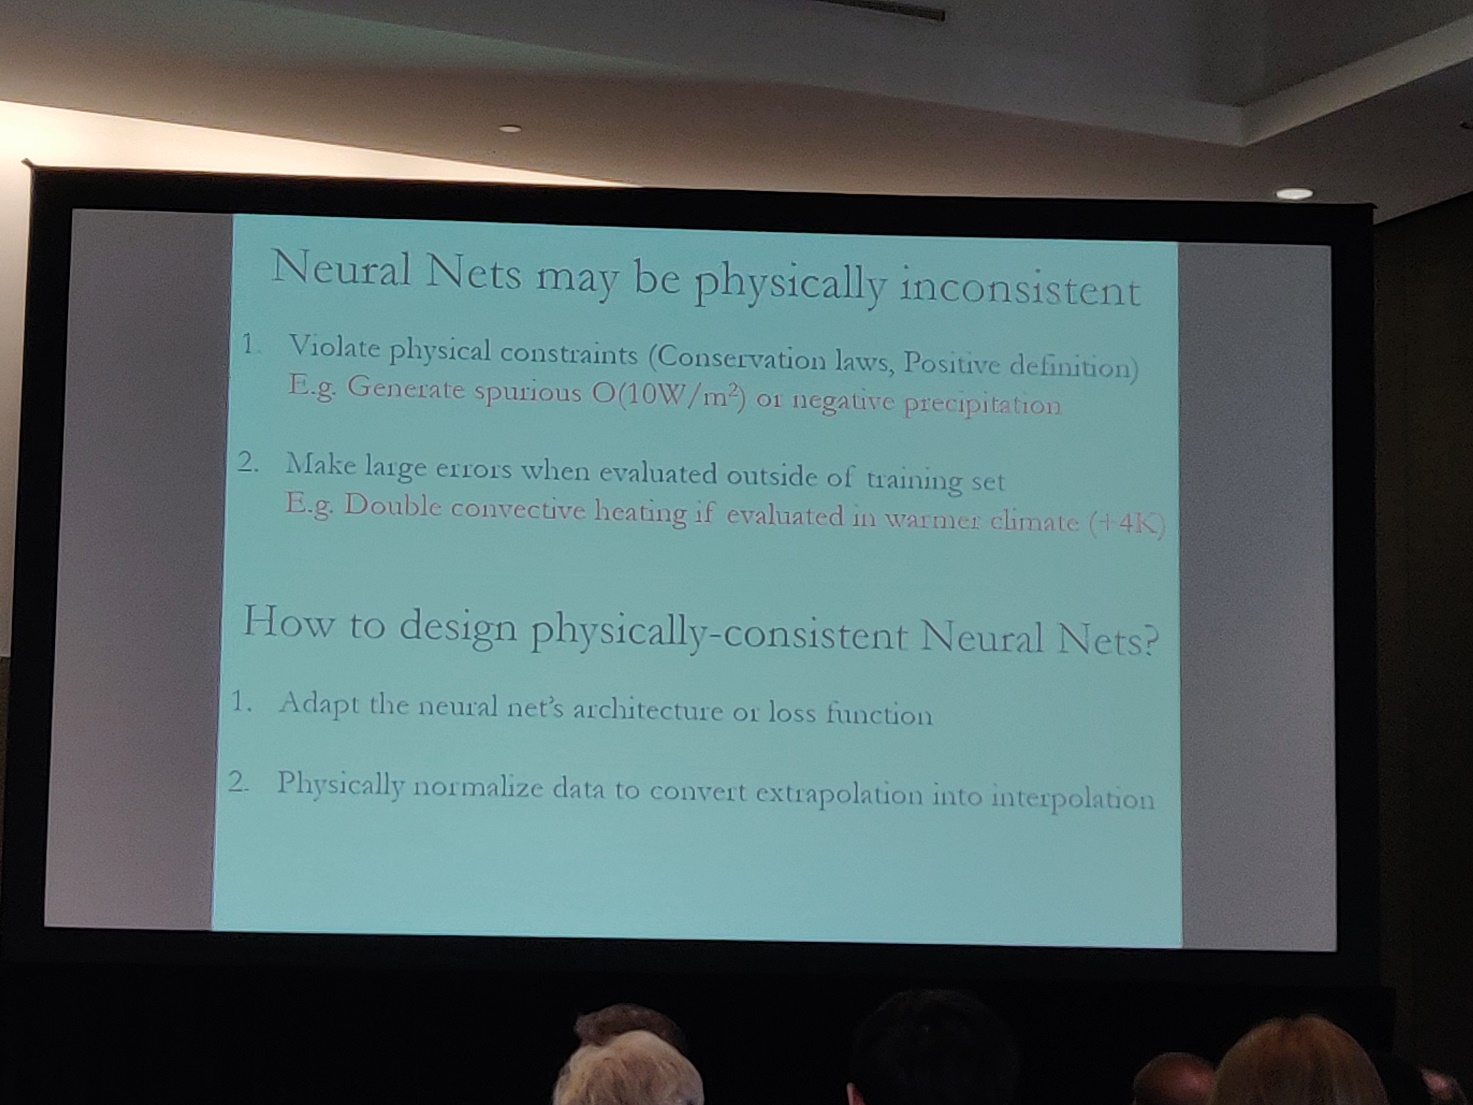 Neural Nets may be physically inconsistent
1. Violate physical constraints (Conservation laws, Positive definition)
E.g. Generate spurious O(10W/m²) or negative precipitation
2. Make large errors when evaluated outside of training set
E.g. Double convective heating if evaluated in warmer climate (+4K)
How to design physically-consistent Neural Nets?
1. Adapt the neural net's architecture or loss function
2. Physically normalize data to convert extrapolation into interpolation